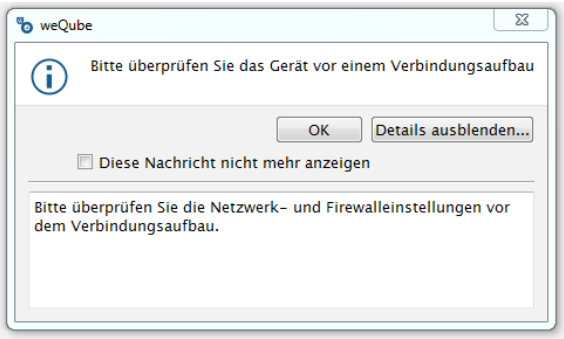 weQube
Bitte überprüfen Sie das Gerät vor einem Verbindungsaufbau
OK
Details ausblenden...
Diese Nachricht nicht mehr anzeigen
Bitte überprüfen Sie die Netzwerk- und Firewalleinstellungen vor
dem Verbindungsaufbau.